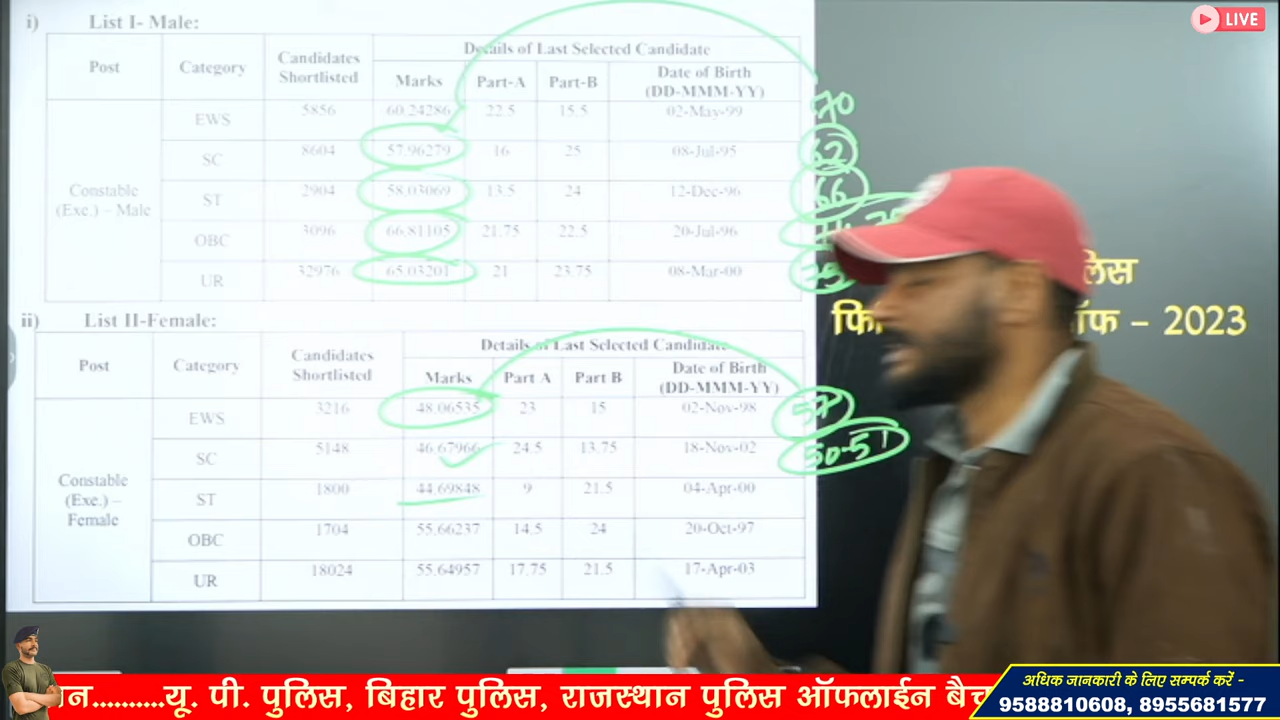 LIVE
i) List I- Male:
Post Category Candidates Shortlisted Details of Last Selected Candidate
Marks Part-A Part-B Date of Birth (DD-MMM-YY)
Constable (Exe.) – Male
EWS 5856 60.24286 22.5 15.5 02-May-99
SC 8604 57.96279 16 25 08-Jul-95
ST 2904 58.03069 13.5 24 12-Dec-96
OBC 3096 66.81105 21.75 22.5 20-Jul-96
UR 32976 65.03201 21 23.75 08-Mar-00
70
62
66
ii) List II-Female:
Post Category Candidates Shortlisted Details of Last Selected Candidate
Marks Part A Part B Date of Birth (DD-MMM-YY)
Constable (Exe.) – Female
EWS 3216 48.06535 23 15 02-Nov-98
SC 5148 46.67966 24.5 13.75 18-Nov-02
ST 1800 44.69848 9 21.5 04-Apr-00
OBC 1704 55.66237 14.5 24 20-Oct-97
UR 18024 55.64957 17.75 21.5 17-Apr-03
57
50-51
– 2023
यू. पी. पुलिस, बिहार पुलिस, राजस्थान पुलिस ऑफलाईन
अधिक जानकारी के लिए सम्पर्क करें -
9588810608, 8955681577